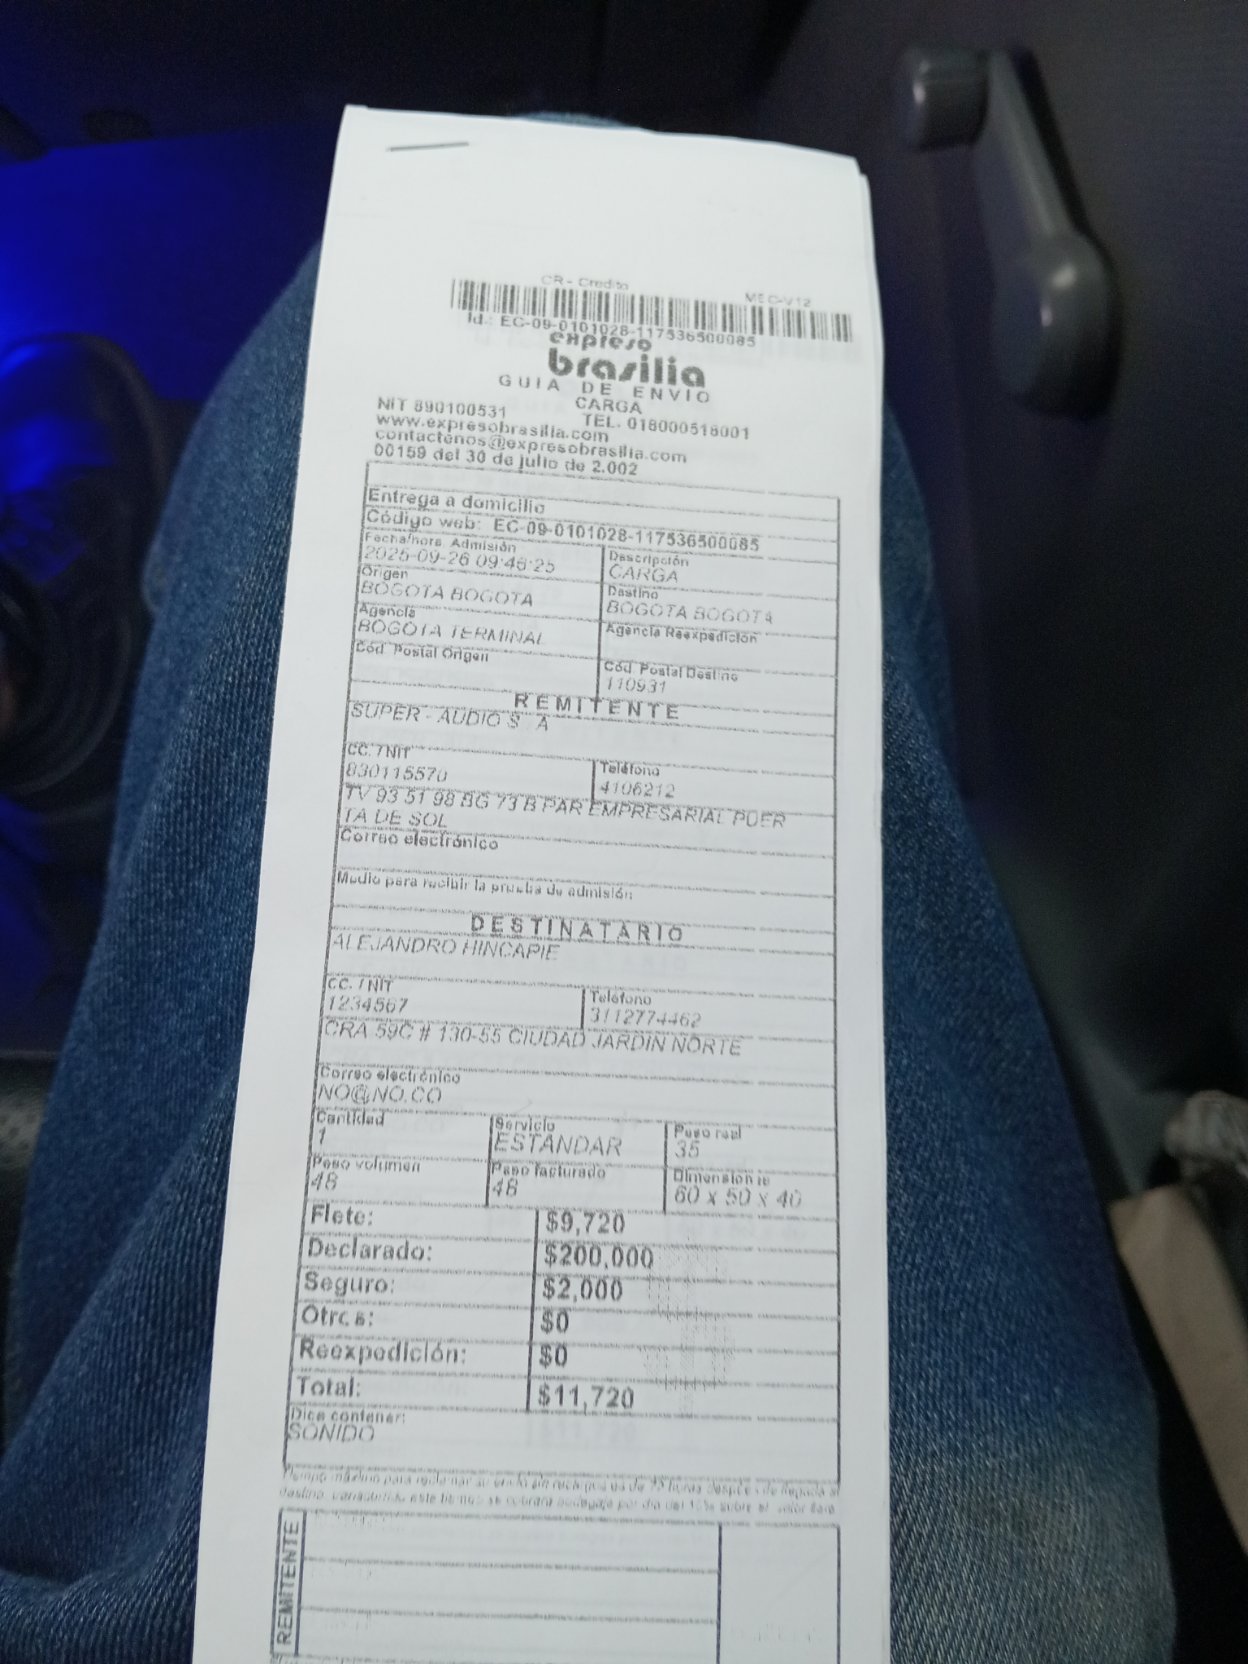 CR - Credito MEC-V12
Id.: EC-09-0101028-117536500085
expreso
brasilia
GUIA DE ENVIO
CARGA
NIT 890100531 TEL. 018000518001
www.expresobrasilia.com
contactenos@expresobrasilia.com
00159 del 30 de julio de 2.002
Entrega a domicilio
Código web: EC-09-0101028-117536500085
Fecha/hora Admisión Descripción
2025-09-26 09:46:25 CARGA
Origen Destino
BOGOTA BOGOTA BOGOTA BOGOTA
Agencia Agencia Reexpedición
BOGOTA TERMINAL
Cód. Postal Origen Cód. Postal Destino
110931
REMITENTE
SUPER - AUDIO S A
CC. / NIT Teléfono
830115570 4106212
TV 93 51 98 BG 73 B PAR EMPRESARIAL PUER
TA DE SOL
Correo electrónico
Medio para recibir la prueba de admisión
DESTINATARIO
ALEJANDRO HINCAPIE
CC. / NIT Teléfono
1234567 3112774462
CRA 59C # 130-55 CIUDAD JARDIN NORTE
Correo electrónico
NO@NO.CO
Cantidad Servicio Peso real
1 ESTANDAR 35
Peso volumen Peso facturado Dimensiones
48 48 60 x 50 x 40
Flete: $9,720
Declarado: $200,000
Seguro: $2,000
Otros: $0
Reexpedición: $0
Total: $11,720
Dice contener:
SONIDO
REMITENTE